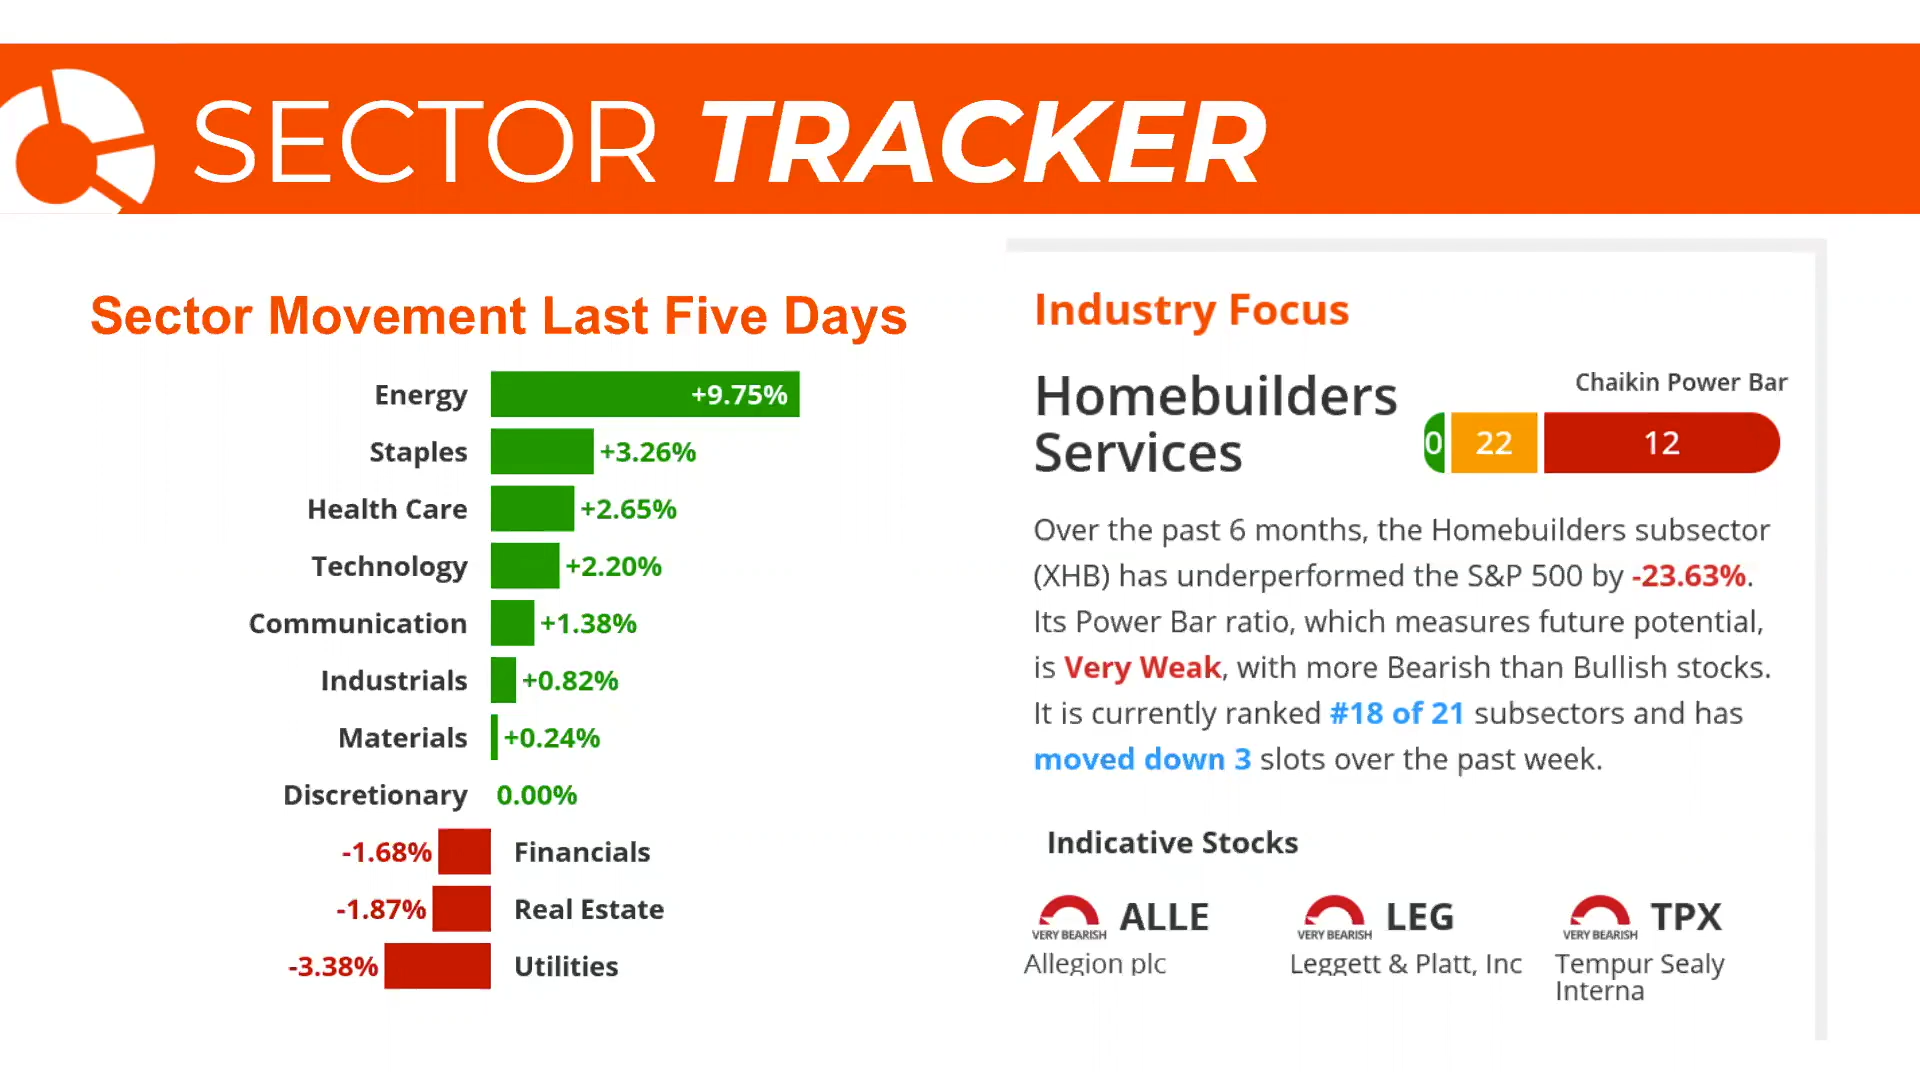 SECTOR TRACKER
Sector Movement Last Five Days
Energy +9.75%
Staples +3.26%
Health Care +2.65%
Technology +2.20%
Communication +1.38%
Industrials +0.82%
Materials +0.24%
Discretionary 0.00%
-1.68% Financials
-1.87% Real Estate
-3.38% Utilities
Industry Focus
Homebuilders
Services
Chaikin Power Bar
0 22 12
Over the past 6 months, the Homebuilders subsector
(XHB) has underperformed the S&P 500 by -23.63%.
Its Power Bar ratio, which measures future potential,
is Very Weak, with more Bearish than Bullish stocks.
It is currently ranked #18 of 21 subsectors and has
moved down 3 slots over the past week.
Indicative Stocks
VERY BEARISH ALLE
Allegion plc
VERY BEARISH LEG
Leggett & Platt, Inc
VERY BEARISH TPX
Tempur Sealy
Interna